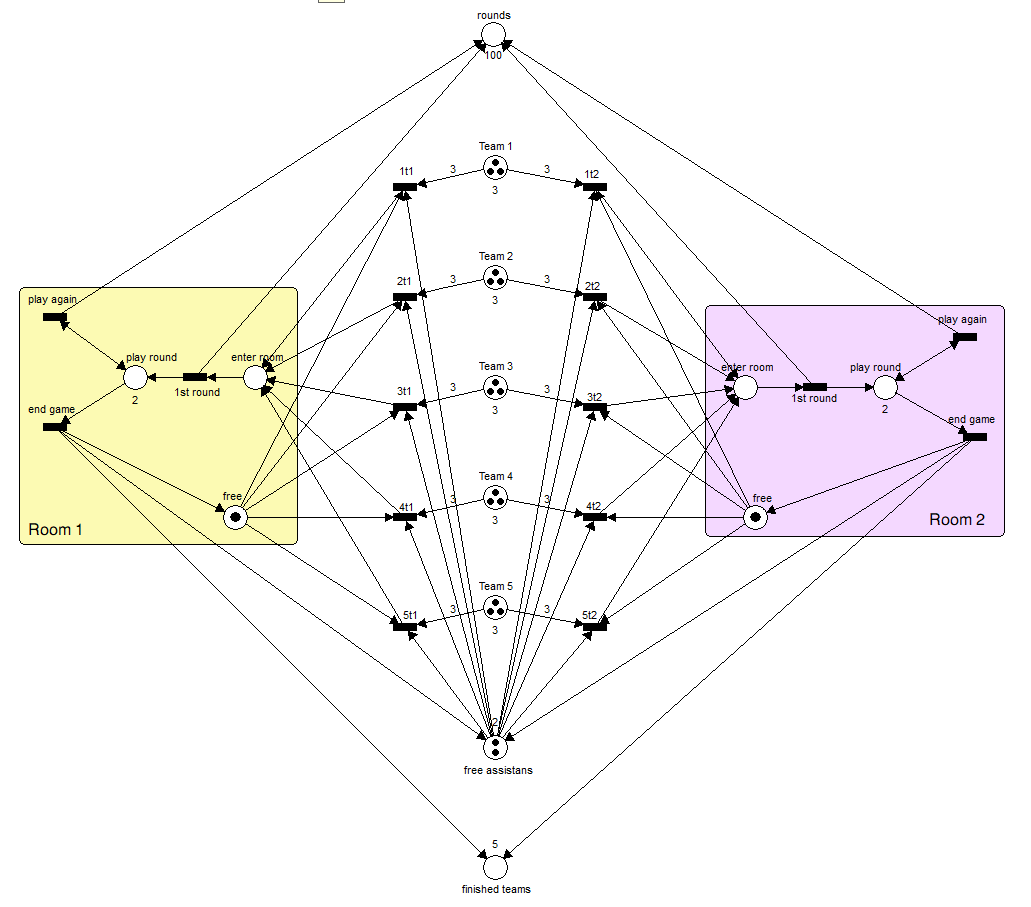 rounds
100
Team 1
1t1
3
3
1t2
3
Team 2
2t1
3
3
2t2
3
play again
play again
play round
enter room
Team 3
enter room
play round
2
1st round
3t1
3
3
3t2
1st round
2
3
end game
end game
Team 4
free
4t1
3
3
4t2
free
3
Room 1
Room 2
Team 5
5t1
3
3
5t2
3
2
free assistans
5
finished teams